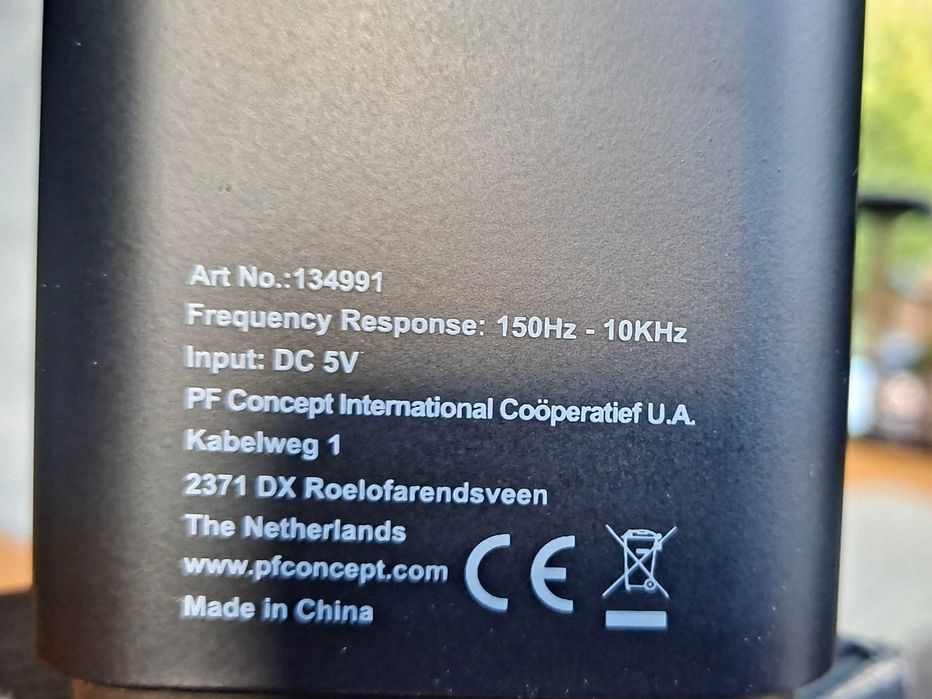 Art No.:134991
Frequency Response: 150Hz - 10KHz
Input: DC 5V
PF Concept International Coöperatief U.A.
Kabelweg 1
2371 DX Roelofarendsveen
The Netherlands
www.pfconcept.com
Made in China
CE